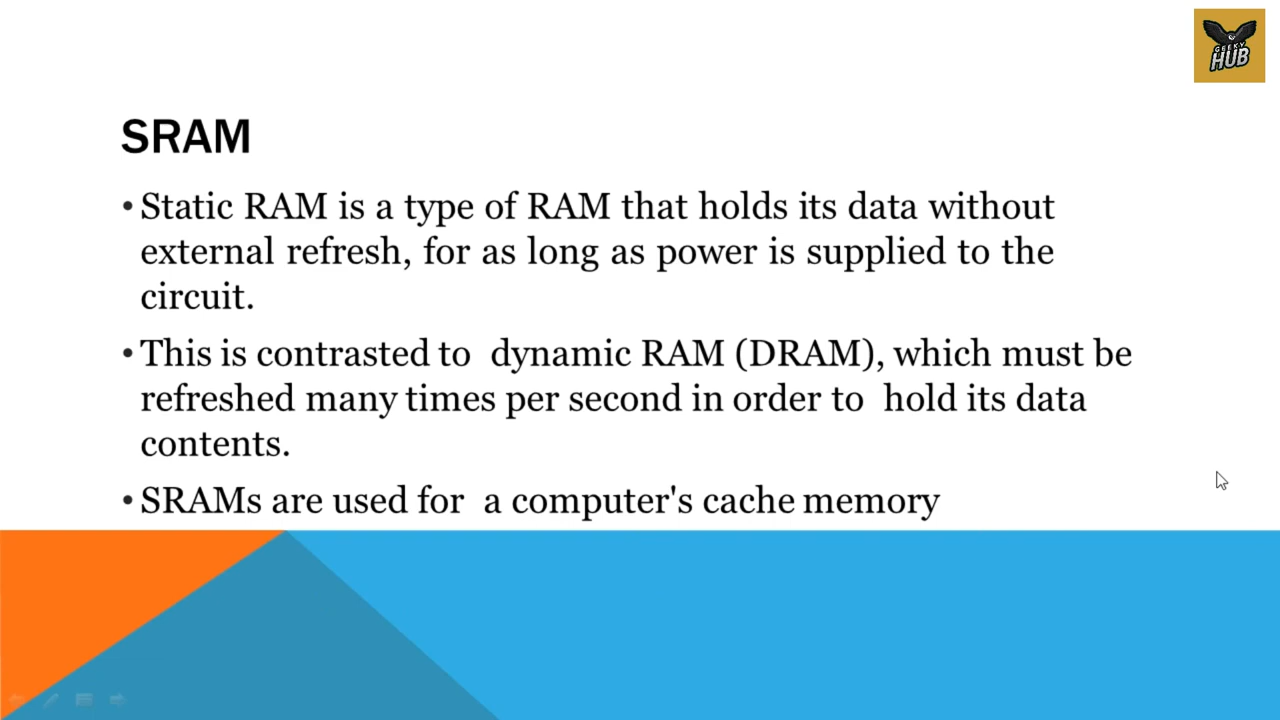 GEEKY
HUB
SRAM
• Static RAM is a type of RAM that holds its data without
external refresh, for as long as power is supplied to the
circuit.
• This is contrasted to dynamic RAM (DRAM), which must be
refreshed many times per second in order to hold its data
contents.
• SRAMs are used for a computer's cache memory